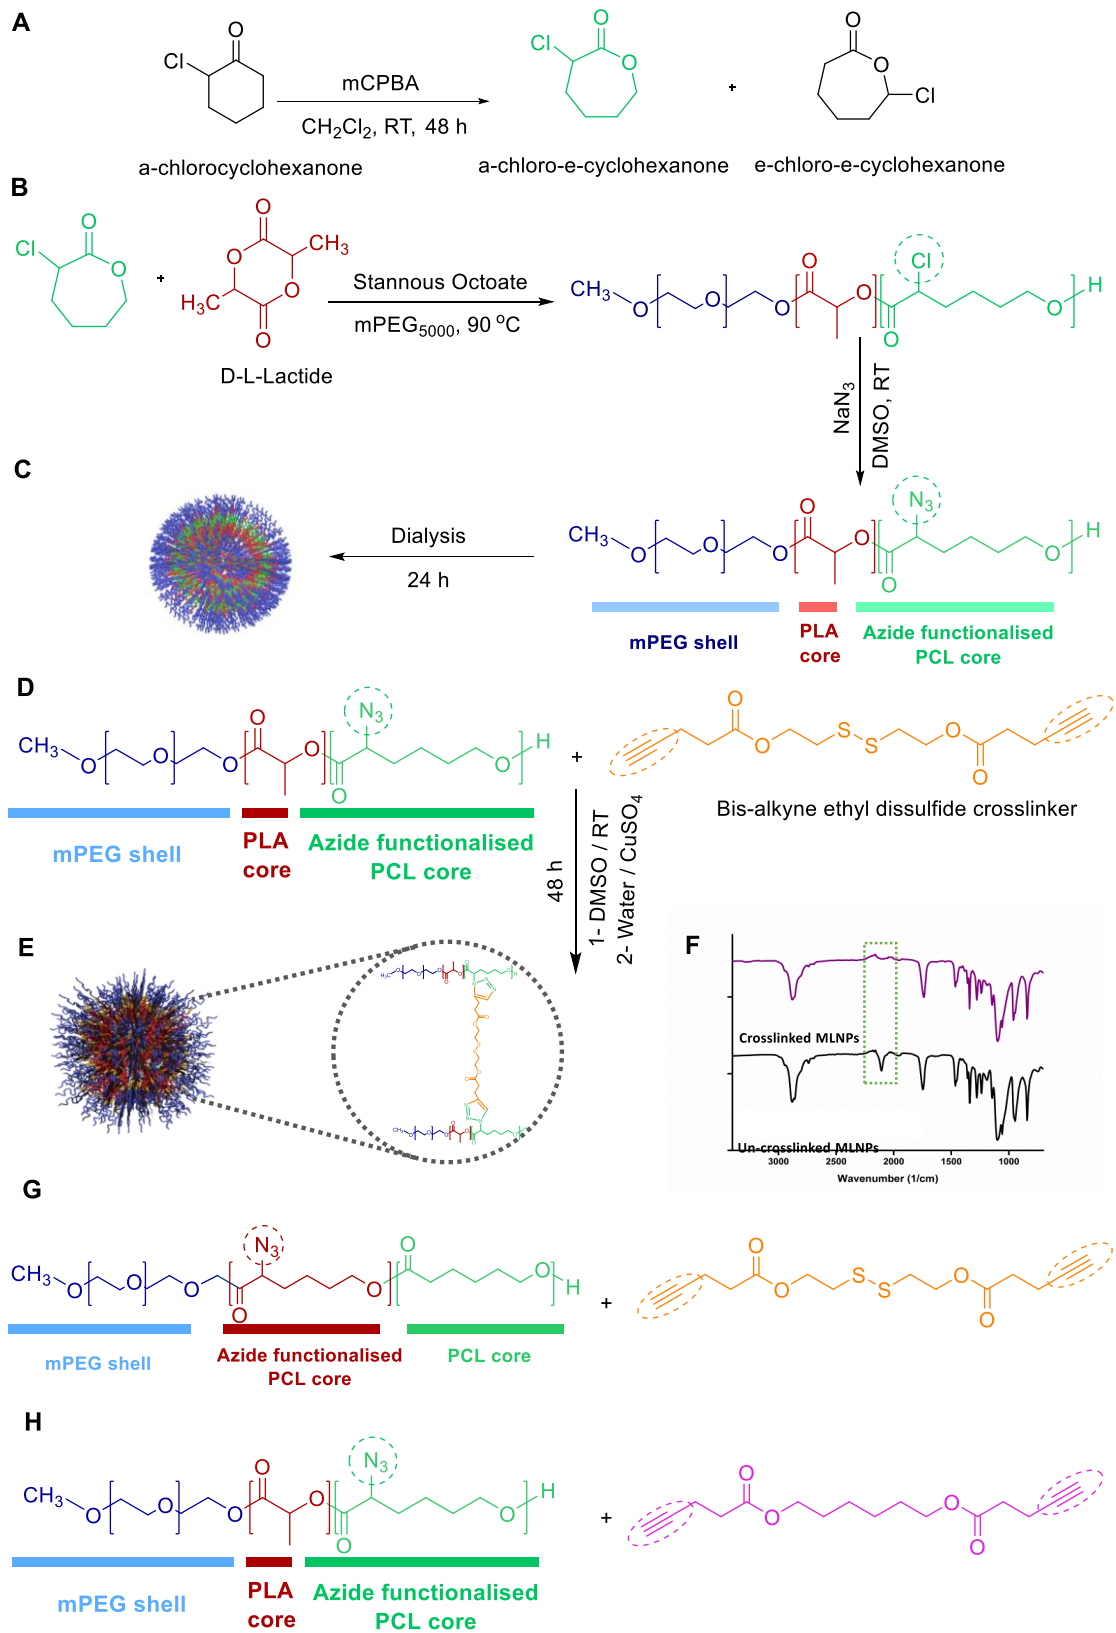 A
O
Cl
mCPBA
CH2Cl2, RT, 48 h
a-chlorocyclohexanone
O
Cl
O
a-chloro-e-cyclohexanone
+
O
O
Cl
e-chloro-e-cyclohexanone
B
O
Cl
O
+
O
O
CH3
H3C
O
O
D-L-Lactide
Stannous Octoate
mPEG5000, 90 °C
CH3
O
O
O
O
O
Cl
O
O
H
NaN3
DMSO, RT
C
Dialysis
24 h
CH3
O
O
O
O
O
N3
O
O
H
mPEG shell
PLA
core
Azide functionalised
PCL core
D
CH3
O
O
O
O
O
N3
O
O
H
mPEG shell
PLA
core
Azide functionalised
PCL core
+
O
O
S
S
O
O
Bis-alkyne ethyl dissulfide crosslinker
48 h
1- DMSO / RT
2- Water / CuSO4
E
F
Crosslinked MLNPs
Un-crosslinked MLNPs
3000 2500 2000 1500 1000
Wavenumber (1/cm)
G
CH3
O
O
O
N3
O
O
O
O
H
mPEG shell
Azide functionalised
PCL core
PCL core
+
O
O
S
S
O
O
H
CH3
O
O
O
O
O
N3
O
O
H
mPEG shell
PLA
core
Azide functionalised
PCL core
+
O
O
O
O